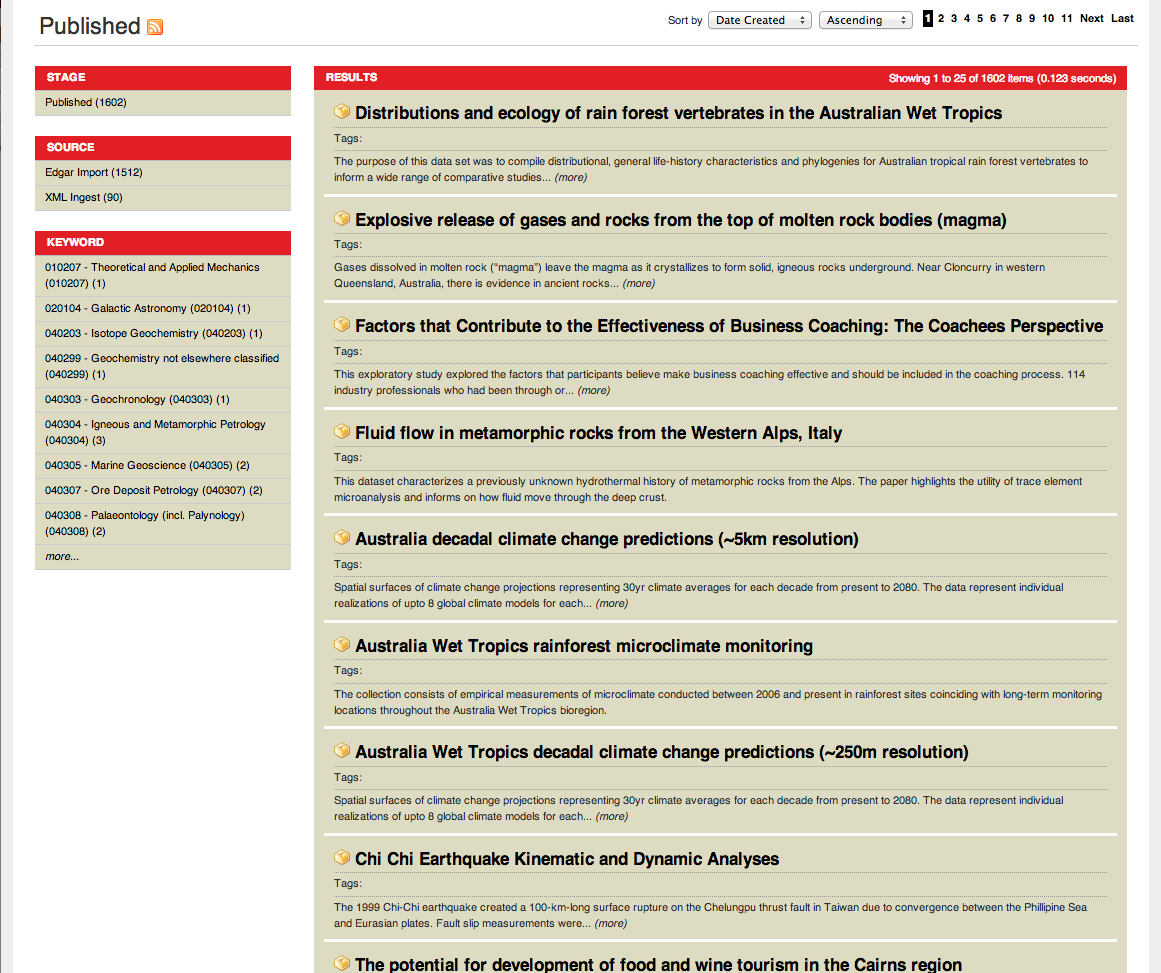 Published
Sort by Date Created Ascending 1 2 3 4 5 6 7 8 9 10 11 Next Last
STAGE
Published (1602)
SOURCE
Edgar Import (1512)
XML Ingest (90)
KEYWORD
010207 - Theoretical and Applied Mechanics
(010207) (1)
020104 - Galactic Astronomy (020104) (1)
040203 - Isotope Geochemistry (040203) (1)
040299 - Geochemistry not elsewhere classified
(040299) (1)
040303 - Geochronology (040303) (1)
040304 - Igneous and Metamorphic Petrology
(040304) (3)
040305 - Marine Geoscience (040305) (2)
040307 - Ore Deposit Petrology (040307) (2)
040308 - Palaeontology (incl. Palynology)
(040308) (2)
more...
RESULTS Showing 1 to 25 of 1602 items (0.123 seconds)
Distributions and ecology of rain forest vertebrates in the Australian Wet Tropics
Tags:
The purpose of this data set was to compile distributional, general life-history characteristics and phylogenies for Australian tropical rain forest vertebrates to
inform a wide range of comparative studies... (more)
Explosive release of gases and rocks from the top of molten rock bodies (magma)
Tags:
Gases dissolved in molten rock (“magma”) leave the magma as it crystallizes to form solid, igneous rocks underground. Near Cloncurry in western
Queensland, Australia, there is evidence in ancient rocks... (more)
Factors that Contribute to the Effectiveness of Business Coaching: The Coachees Perspective
Tags:
This exploratory study explored the factors that participants believe make business coaching effective and should be included in the coaching process. 114
industry professionals who had been through or... (more)
Fluid flow in metamorphic rocks from the Western Alps, Italy
Tags:
This dataset characterizes a previously unknown hydrothermal history of metamorphic rocks from the Alps. The paper highlights the utility of trace element
microanalysis and informs on how fluid move through the deep crust.
Australia decadal climate change predictions (~5km resolution)
Tags:
Spatial surfaces of climate change projections representing 30yr climate averages for each decade from present to 2080. The data represent individual
realizations of upto 8 global climate models for each... (more)
Australia Wet Tropics rainforest microclimate monitoring
Tags:
The collection consists of empirical measurements of microclimate conducted between 2006 and present in rainforest sites coinciding with long-term monitoring
locations throughout the Australia Wet Tropics bioregion.
Australia Wet Tropics decadal climate change predictions (~250m resolution)
Tags:
Spatial surfaces of climate change projections representing 30yr climate averages for each decade from present to 2080. The data represent individual
realizations of upto 8 global climate models for each... (more)
Chi Chi Earthquake Kinematic and Dynamic Analyses
Tags:
The 1999 Chi-Chi earthquake created a 100-km-long surface rupture on the Chelungpu thrust fault in Taiwan due to convergence between the Phillipine Sea
and Eurasian plates. Fault slip measurements were... (more)
The potential for development of food and wine tourism in the Cairns region